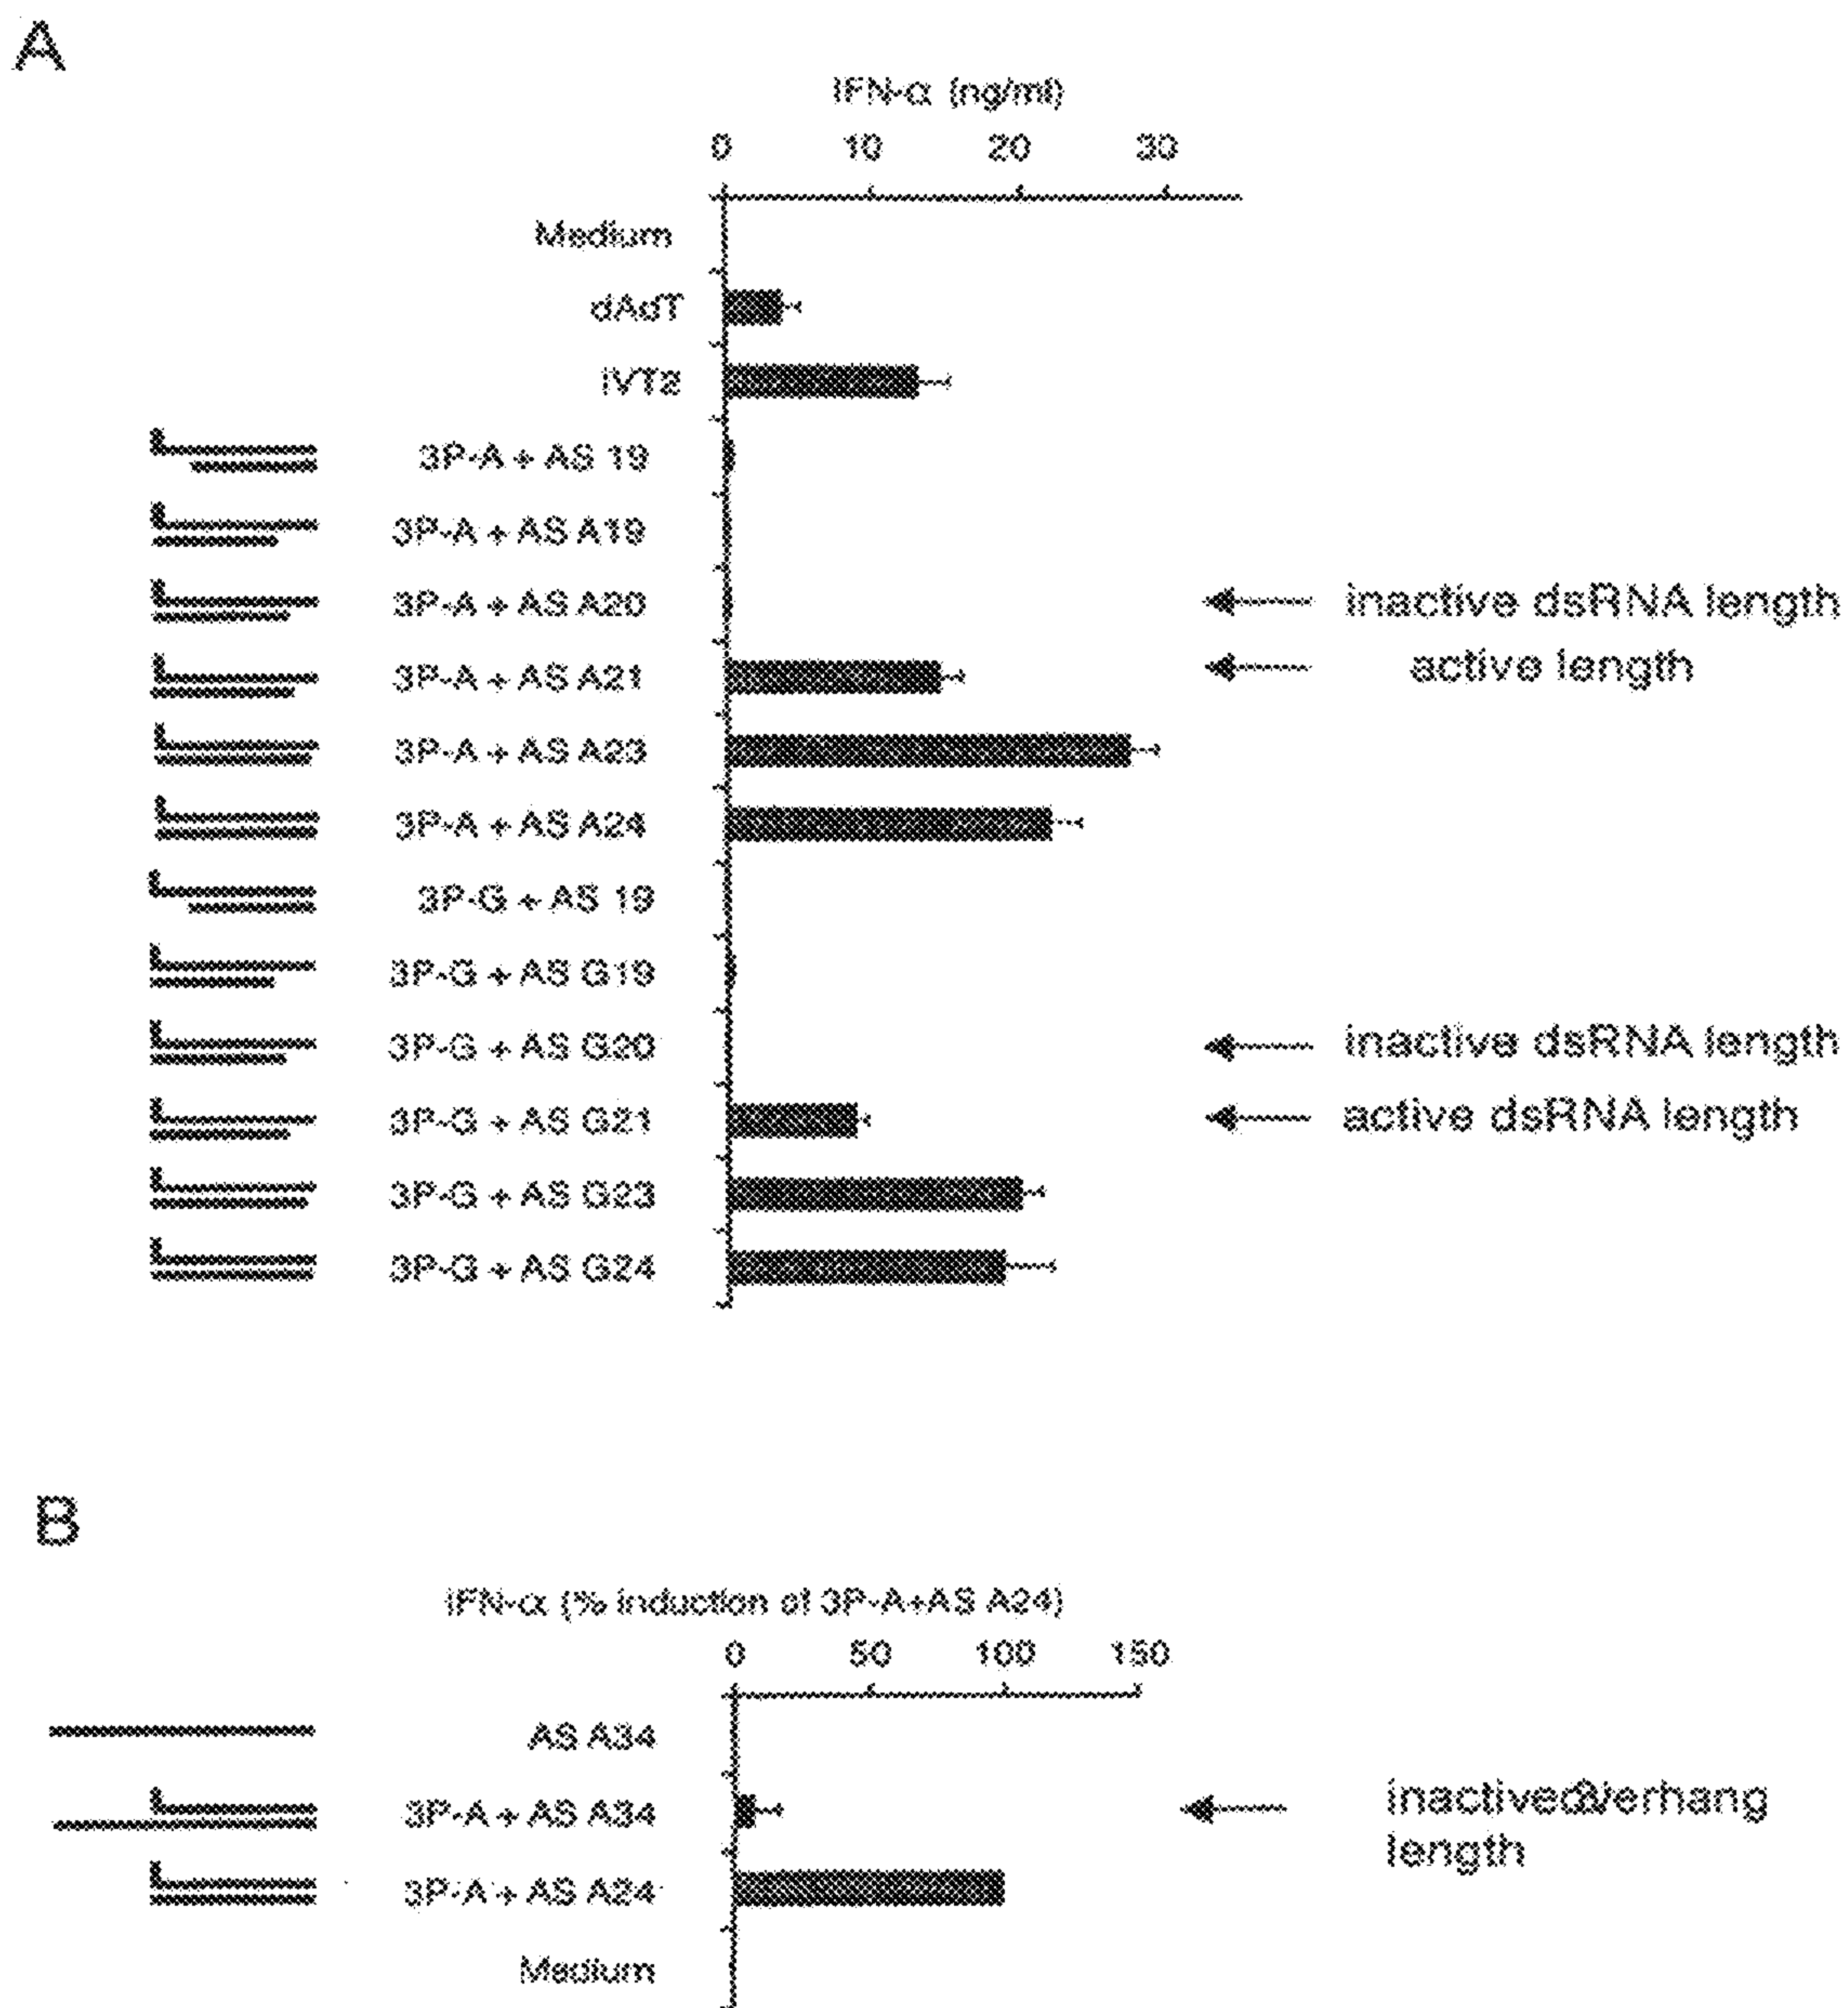 A
IFN-α (ng/ml)
0 10 20 30
Medium
dAdT
IVT2
3P-A + AS 19
3P-A + AS A19
3P-A + AS A20 inactive dsRNA length
3P-A + AS A21 active length
3P-A + AS A23
3P-A + AS A24
3P-G + AS 19
3P-G + AS G19
3P-G + AS G20 inactive dsRNA length
3P-G + AS G21 active dsRNA length
3P-G + AS G23
3P-G + AS G24
B
IFN-α (% induction of 3P-A+AS A24)
0 50 100 150
AS A34
3P-A + AS A34 inactive
length
3P-A + AS A24
Medium